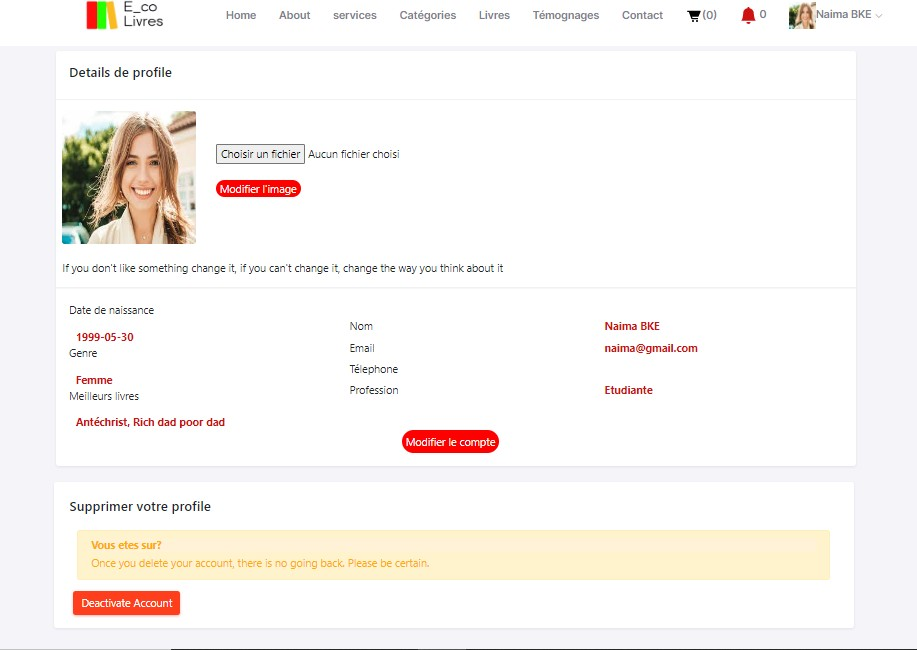 E_co
Livres
Home About services Catégories Livres Témognages Contact (0) 0 Naima BKE
Details de profile
Choisir un fichier Aucun fichier choisi
Modifier l'image
If you don't like something change it, if you can't change it, change the way you think about it
Date de naissance
1999-05-30
Genre
Femme
Meilleurs livres
Antéchrist, Rich dad poor dad
Nom Naima BKE
Email naima@gmail.com
Télephone
Profession Etudiante
Modifier le compte
Supprimer votre profile
Vous etes sur?
Once you delete your account, there is no going back. Please be certain.
Deactivate Account